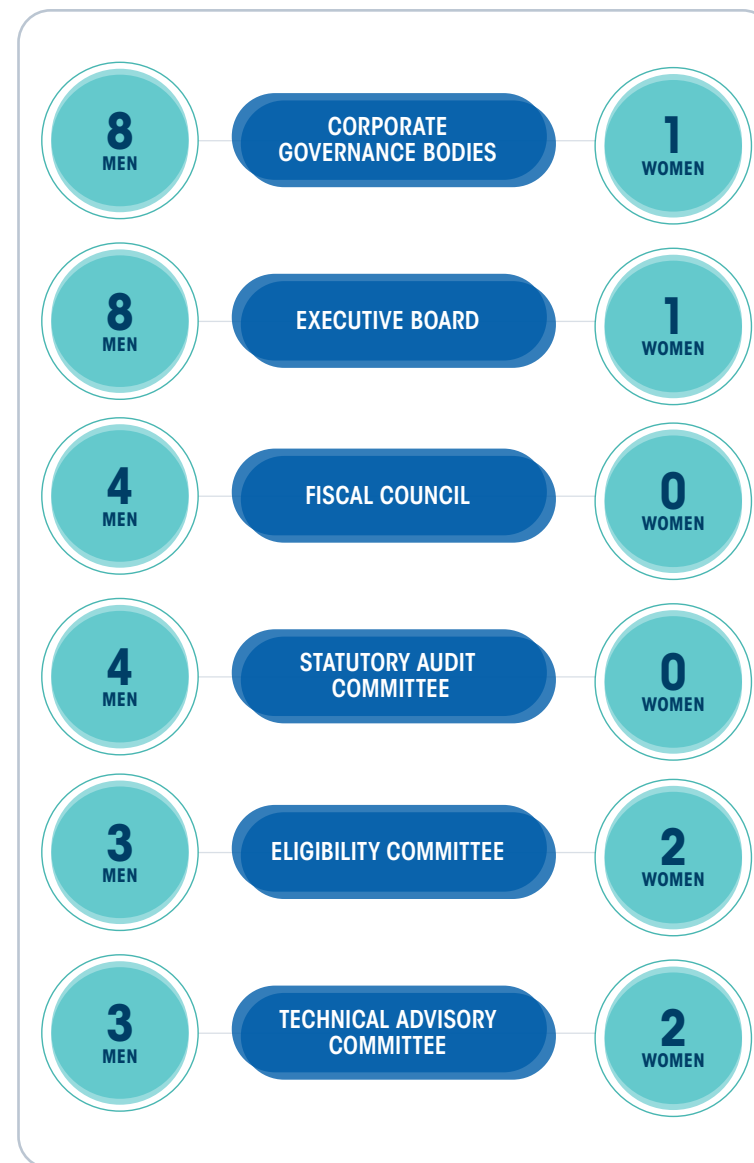 8
MEN
CORPORATE
GOVERNANCE BODIES
1
WOMEN
8
MEN
EXECUTIVE BOARD
1
WOMEN
4
MEN
FISCAL COUNCIL
0
WOMEN
4
MEN
STATUTORY AUDIT
COMMITTEE
0
WOMEN
3
MEN
ELIGIBILITY COMMITTEE
2
WOMEN
3
MEN
TECHNICAL ADVISORY
COMMITTEE
2
WOMEN